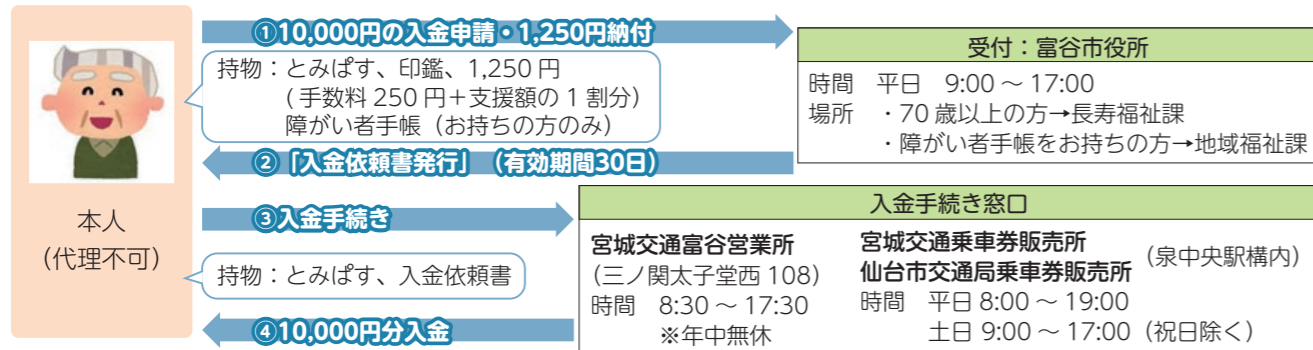 ①10,000円の入金申請・1,250円納付
持物：とみぱす、印鑑、1,250 円
( 手数料 250 円＋支援額の 1 割分）
障がい者手帳（お持ちの方のみ）
②「入金依頼書発行」（有効期間30日）
受付：富谷市役所
時間　平日　9:00 ～ 17:00
場所　・70 歳以上の方→長寿福祉課
・障がい者手帳をお持ちの方→地域福祉課
本人
（代理不可）
③入金手続き
持物：とみぱす、入金依頼書
④10,000円分入金
入金手続き窓口
宮城交通富谷営業所
（三ノ関太子堂西 108）
時間　8:30 ～ 17:30
※年中無休
宮城交通乗車券販売所
仙台市交通局乗車券販売所
（泉中央駅構内）
時間　平日 8:00 ～ 19:00
土日 9:00 ～ 17:00（祝日除く）